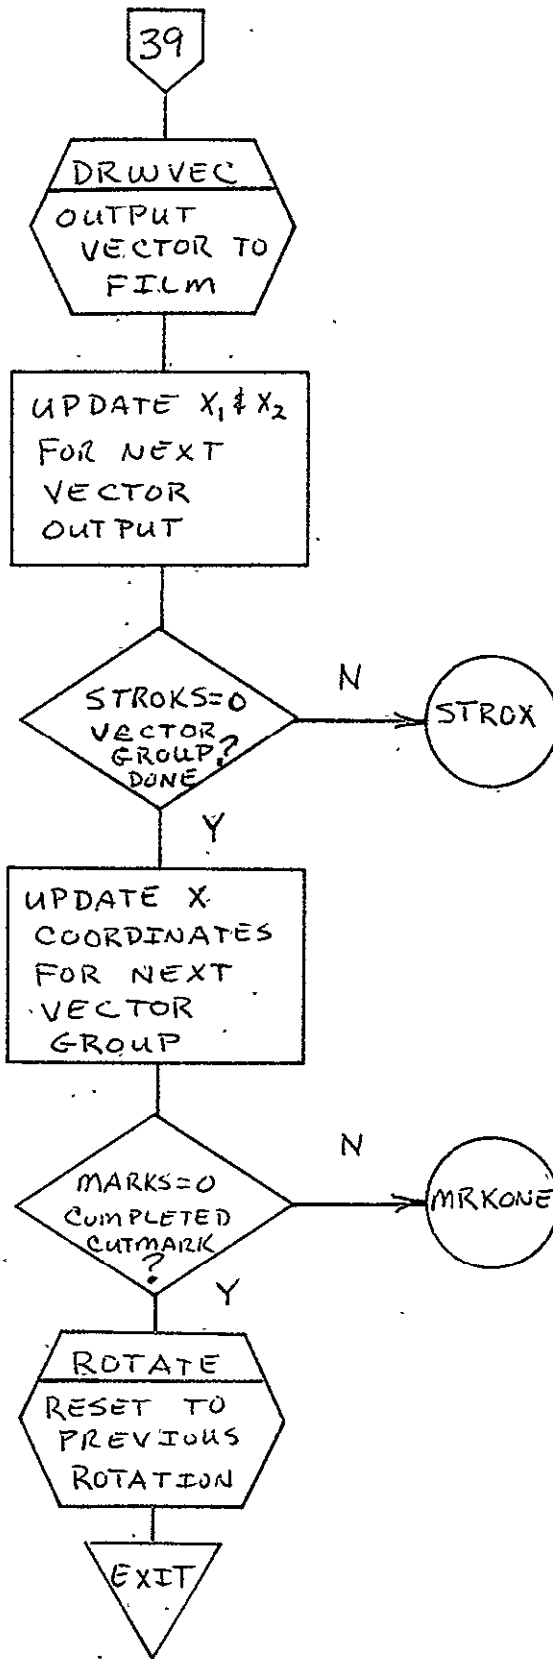 39
DRWVEC
OUTPUT
VECTOR TO
FILM
UPDATE X₁ & X₂
FOR NEXT
VECTOR
OUTPUT
STROKS=0
VECTOR
GROUP?
DONE
N
STROX
Y
UPDATE X
COORDINATES
FOR NEXT
VECTOR
GROUP
MARKS=0
COMPLETED
CUTMARK
?
N
MRKONE
Y
ROTATE
RESET TO
PREVIOUS
ROTATION
EXIT